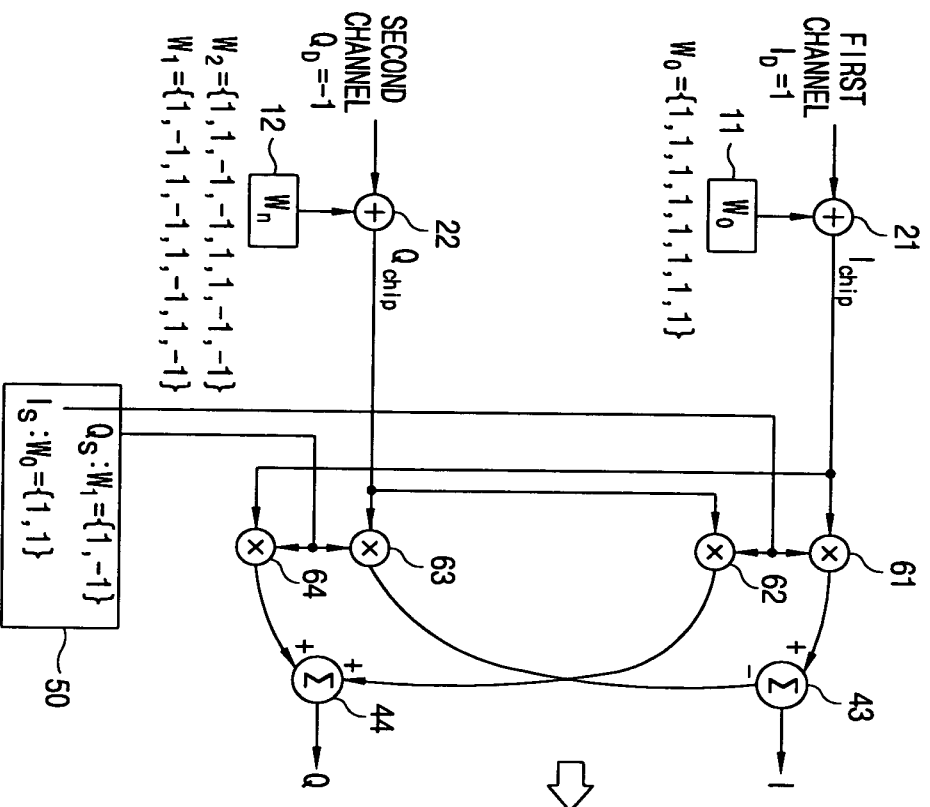 FIRST
CHANNEL
I_D=1
21
I_chip
61
43
I
11
W_0
W_0={1,1,1,1,1,1,1,1}
62
SECOND
CHANNEL
Q_D=-1
22
Q_chip
63
44
Q
12
W_n
64
W_2={1,1,-1,-1,1,1,-1,-1}
W_1={1,-1,1,-1,1,-1,1,-1}
Q_S:W_1={1,-1}
I_S:W_0={1,1}
50
+
+
×
×
×
×
+
-
Σ
+
+
Σ